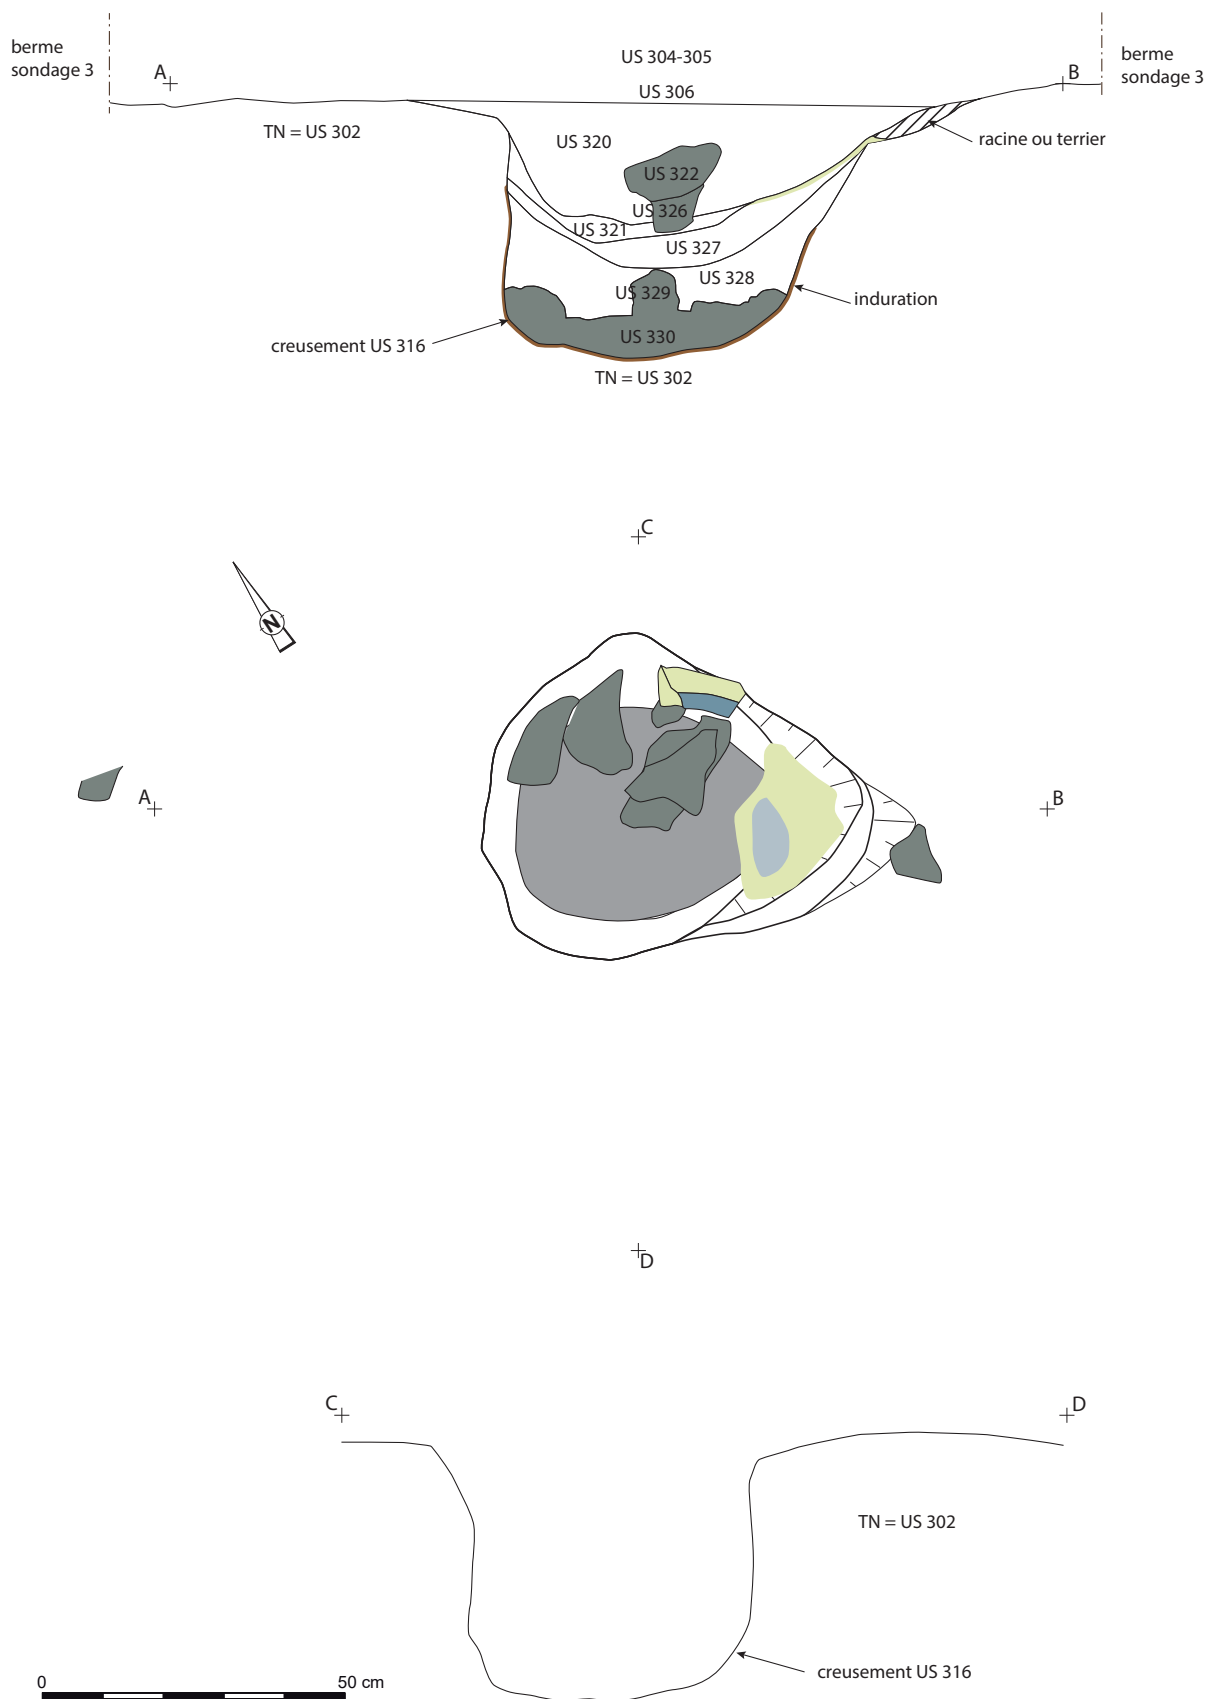 berme
sondage 3
A
US 304-305
US 306
B
berme
sondage 3
TN = US 302
US 320
racine ou terrier
US 322
US 326
US 321
US 327
US 328
US 329
induration
US 330
creusement US 316
TN = US 302
C
N
A
B
D
C
D
TN = US 302
creusement US 316
0
50 cm